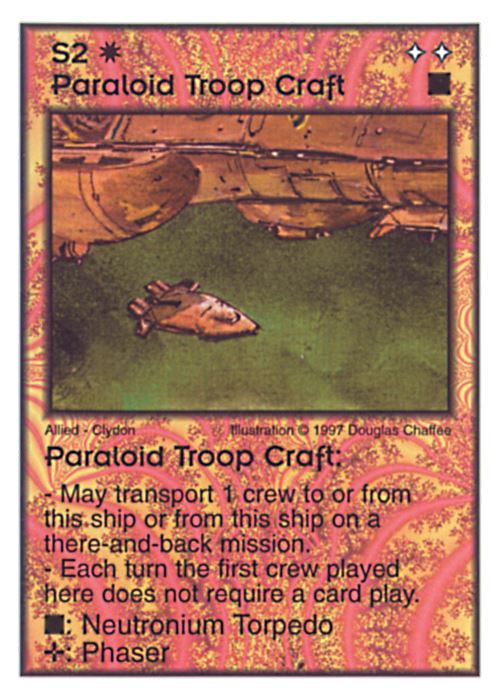 S2
Paraloid Troop Craft
Allied - Clydon Illustration © 1997 Douglas Chaffee
Paraloid Troop Craft:
- May transport 1 crew to or from
this ship or from this ship on a
there-and-back mission.
- Each turn the first crew played
here does not require a card play.
■: Neutronium Torpedo
✛: Phaser